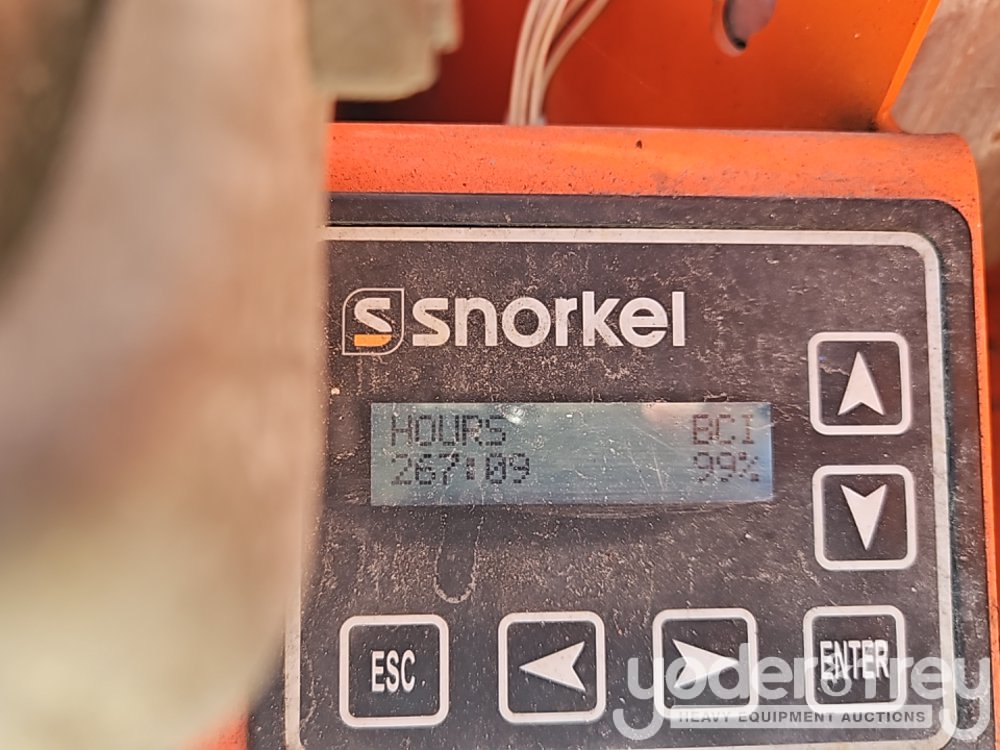 snorkel
HOURS BCI
267:09 99%
ESC ENTER
yoder & frey
HEAVY EQUIPMENT AUCTIONS